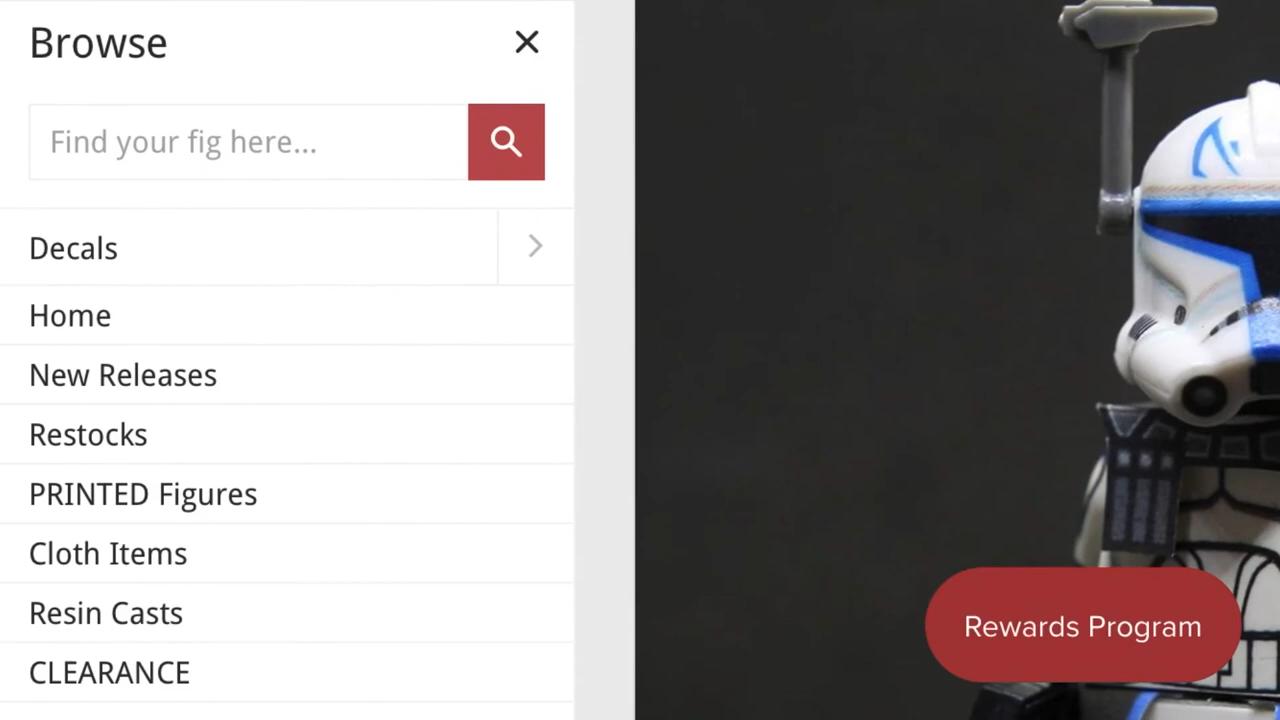 Browse
Find your fig here...
Decals
Home
New Releases
Restocks
PRINTED Figures
Cloth Items
Resin Casts
CLEARANCE
Rewards Program